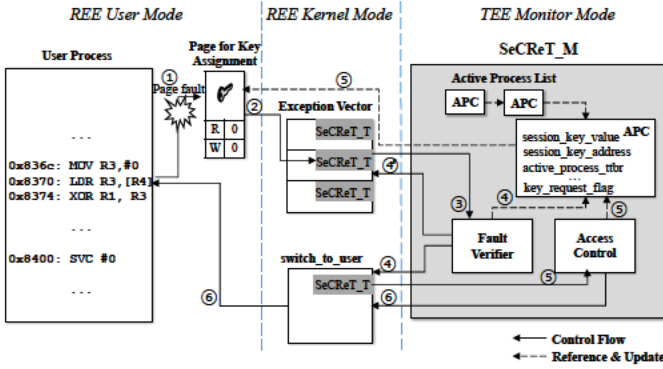 REE User Mode
REE Kernel Mode
TEE Monitor Mode
User Process
Page for Key
Assignment
SeCReT_M
①
Page fault
②
R 0
W 0
Exception Vector
SeCReT_T
SeCReT_T
SeCReT_T
⑤
④'
③
Active Process List
APC
APC
APC
session_key_value
session_key_address
active_process_ttbr
...
key_request_flag
...
0x836c: MOV R3,#0
0x8370: LDR R3,[R4]
0x8374: XOR R1, R3
...
0x8400: SVC #0
...
④
⑤
Fault
Verifier
Access
Control
switch_to_user
SeCReT_T
④
⑤
⑥
⑥
Control Flow
Reference & Update